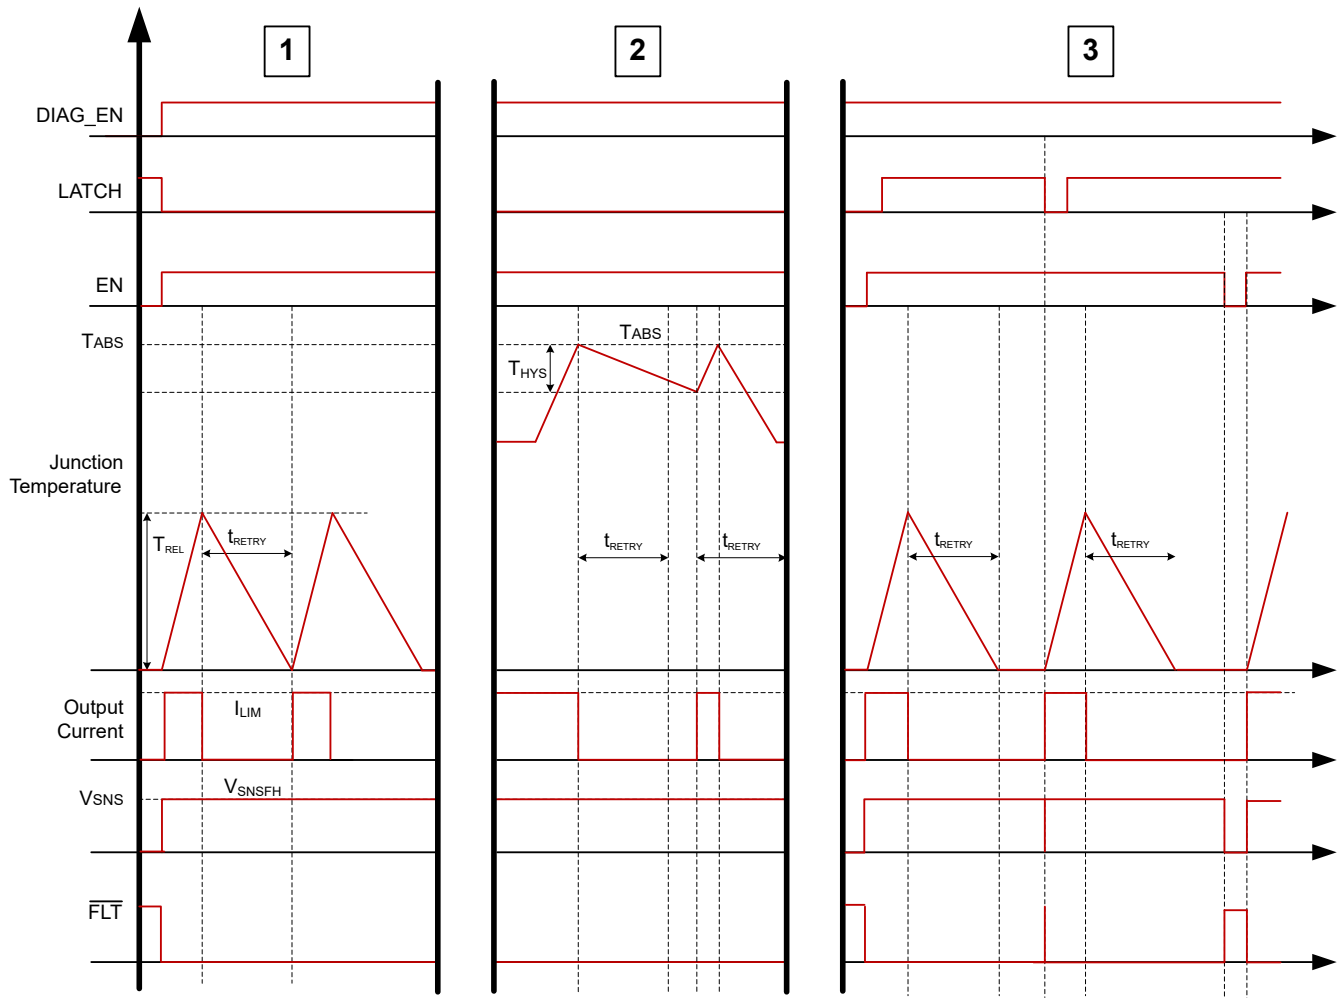 1
2
3
DIAG_EN
LATCH
EN
TABS
TABS
THYS
Junction
Temperature
TREL
tRETRY
tRETRY
tRETRY
tRETRY
tRETRY
Output
Current
ILIM
VSNS
VSNSFH
FLT